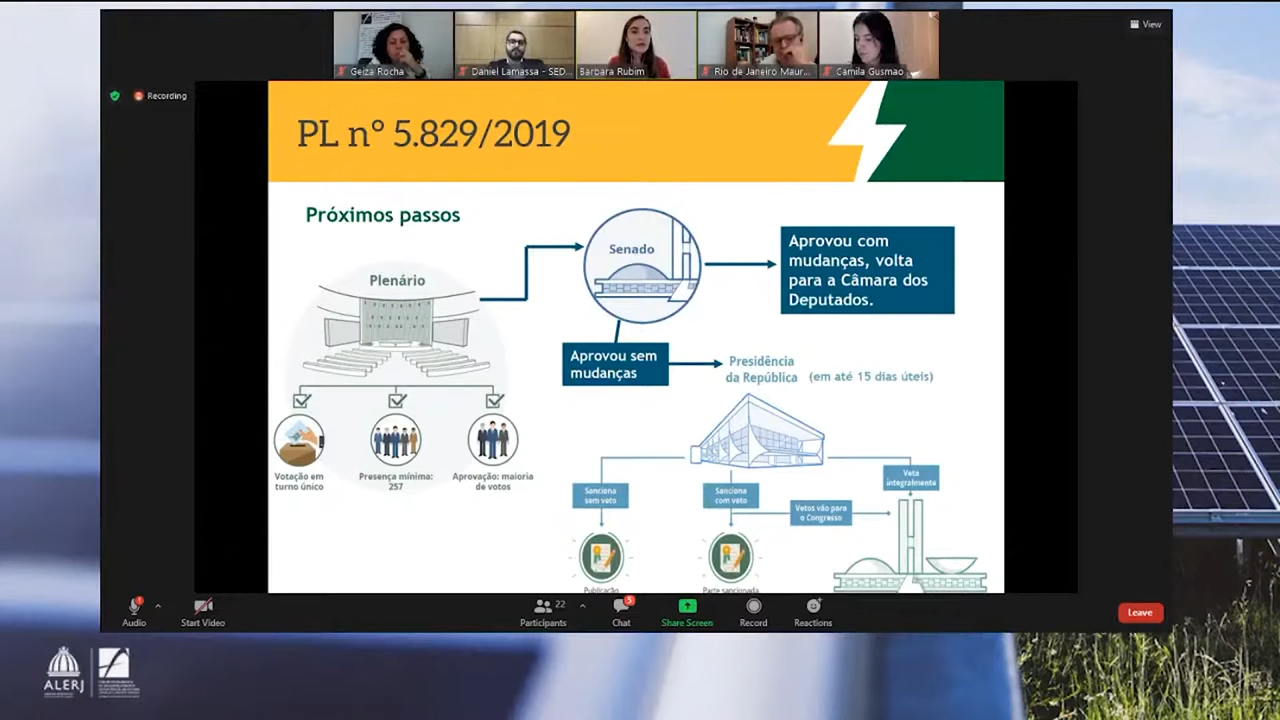 View
Geiza Rocha
Daniel Lamassa - SED...
Barbara Rubim
Rio de Janeiro Maur...
Camila Gusmao
Recording
PL nº 5.829/2019
Próximos passos
Plenário
Senado
Aprovou com
mudanças, volta
para a Câmara dos
Deputados.
Aprovou sem
mudanças
Presidência
da República
(em até 15 dias úteis)
Votação em
turno único
Presença mínima:
257
Aprovação: maioria
de votos
Sanciona
sem veto
Sanciona
com veto
Veta
integralmente
Vetos vão para
o Congresso
Publicação
Parte sancionada
Audio
Start Video
Participants
22
Chat
5
Share Screen
Record
Reactions
Leave
ALERJ